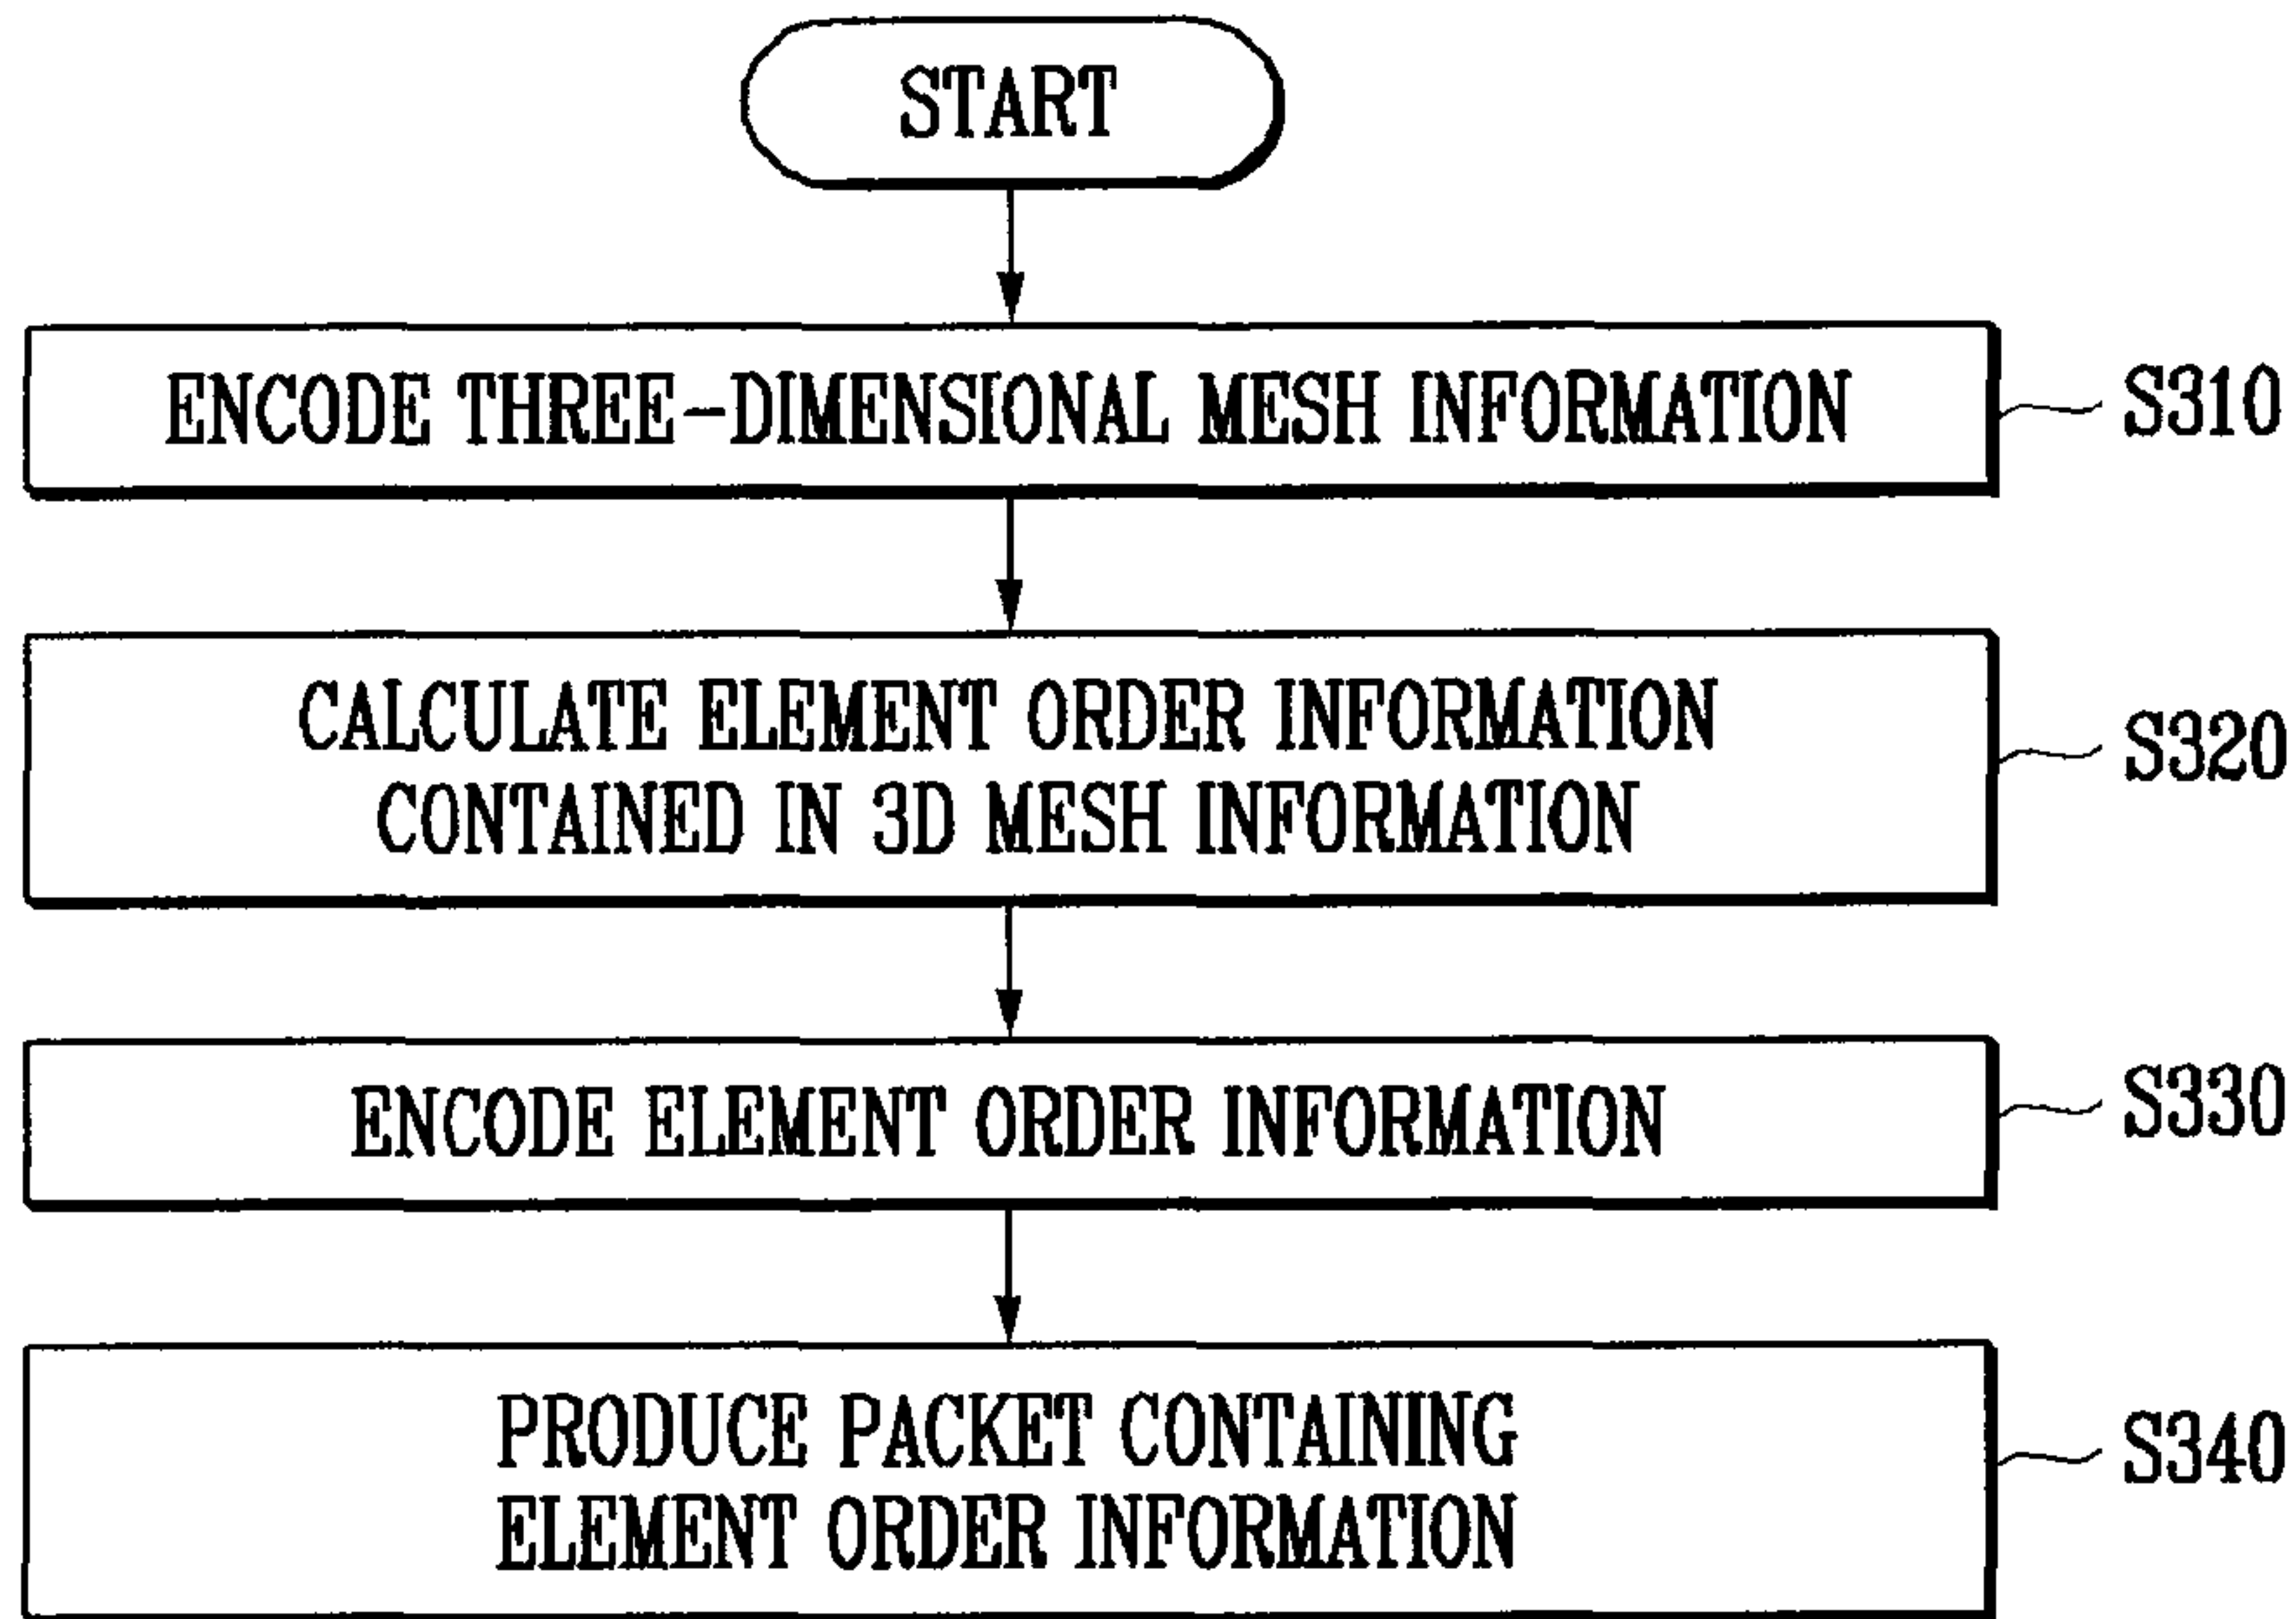 START
ENCODE THREE-DIMENSIONAL MESH INFORMATION
S310
CALCULATE ELEMENT ORDER INFORMATION
CONTAINED IN 3D MESH INFORMATION
S320
ENCODE ELEMENT ORDER INFORMATION
S330
PRODUCE PACKET CONTAINING
ELEMENT ORDER INFORMATION
S340